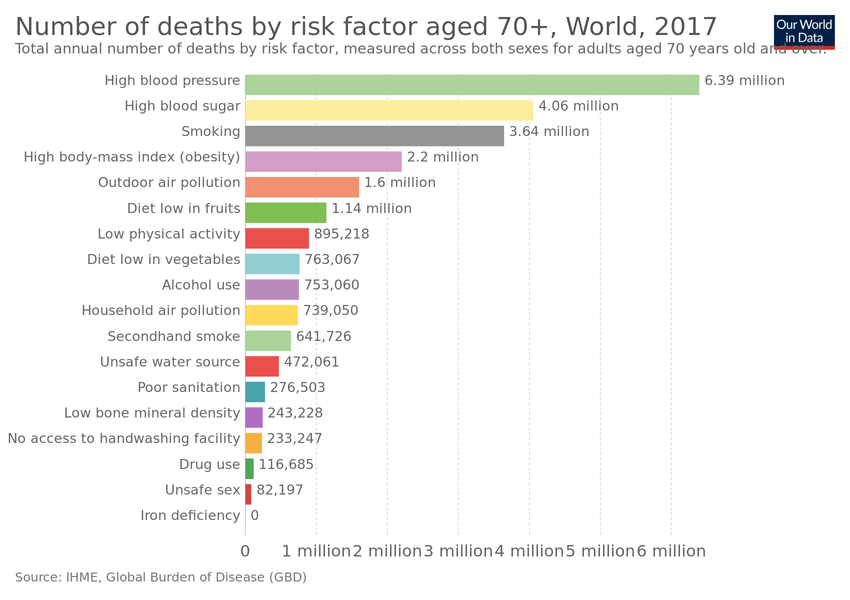 Number of deaths by risk factor aged 70+, World, 2017
Our World
in Data
Total annual number of deaths by risk factor, measured across both sexes for adults aged 70 years old and over.
High blood pressure 6.39 million
High blood sugar 4.06 million
Smoking 3.64 million
High body-mass index (obesity) 2.2 million
Outdoor air pollution 1.6 million
Diet low in fruits 1.14 million
Low physical activity 895,218
Diet low in vegetables 763,067
Alcohol use 753,060
Household air pollution 739,050
Secondhand smoke 641,726
Unsafe water source 472,061
Poor sanitation 276,503
Low bone mineral density 243,228
No access to handwashing facility 233,247
Drug use 116,685
Unsafe sex 82,197
Iron deficiency 0
0 1 million 2 million 3 million 4 million 5 million 6 million
Source: IHME, Global Burden of Disease (GBD)